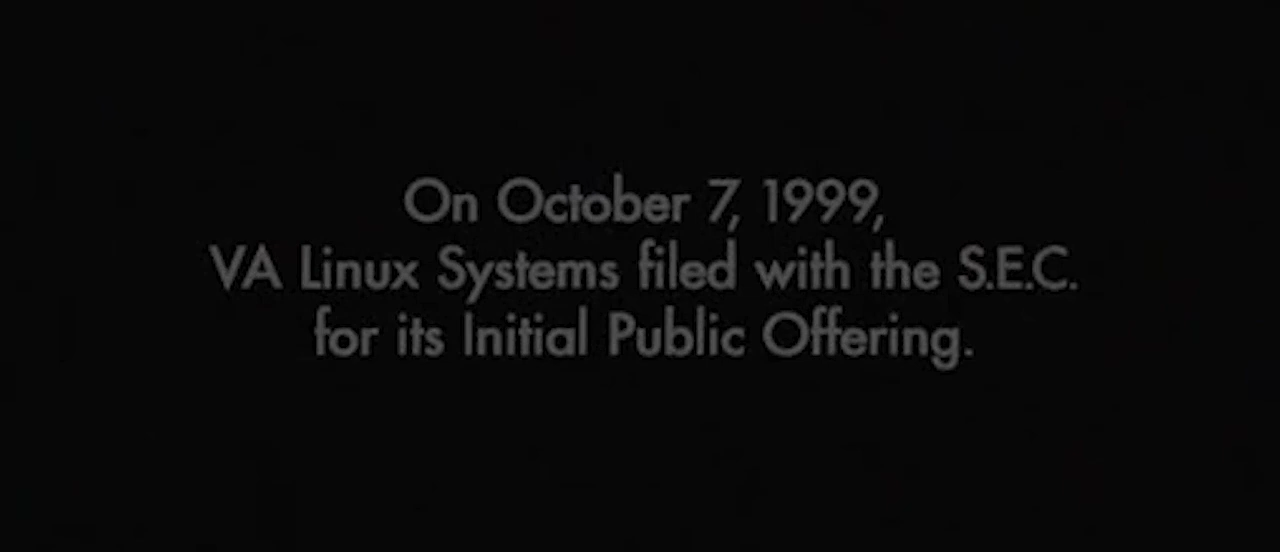 On October 7, 1999,
VA Linux Systems filed with the S.E.C.
for its Initial Public Offering.